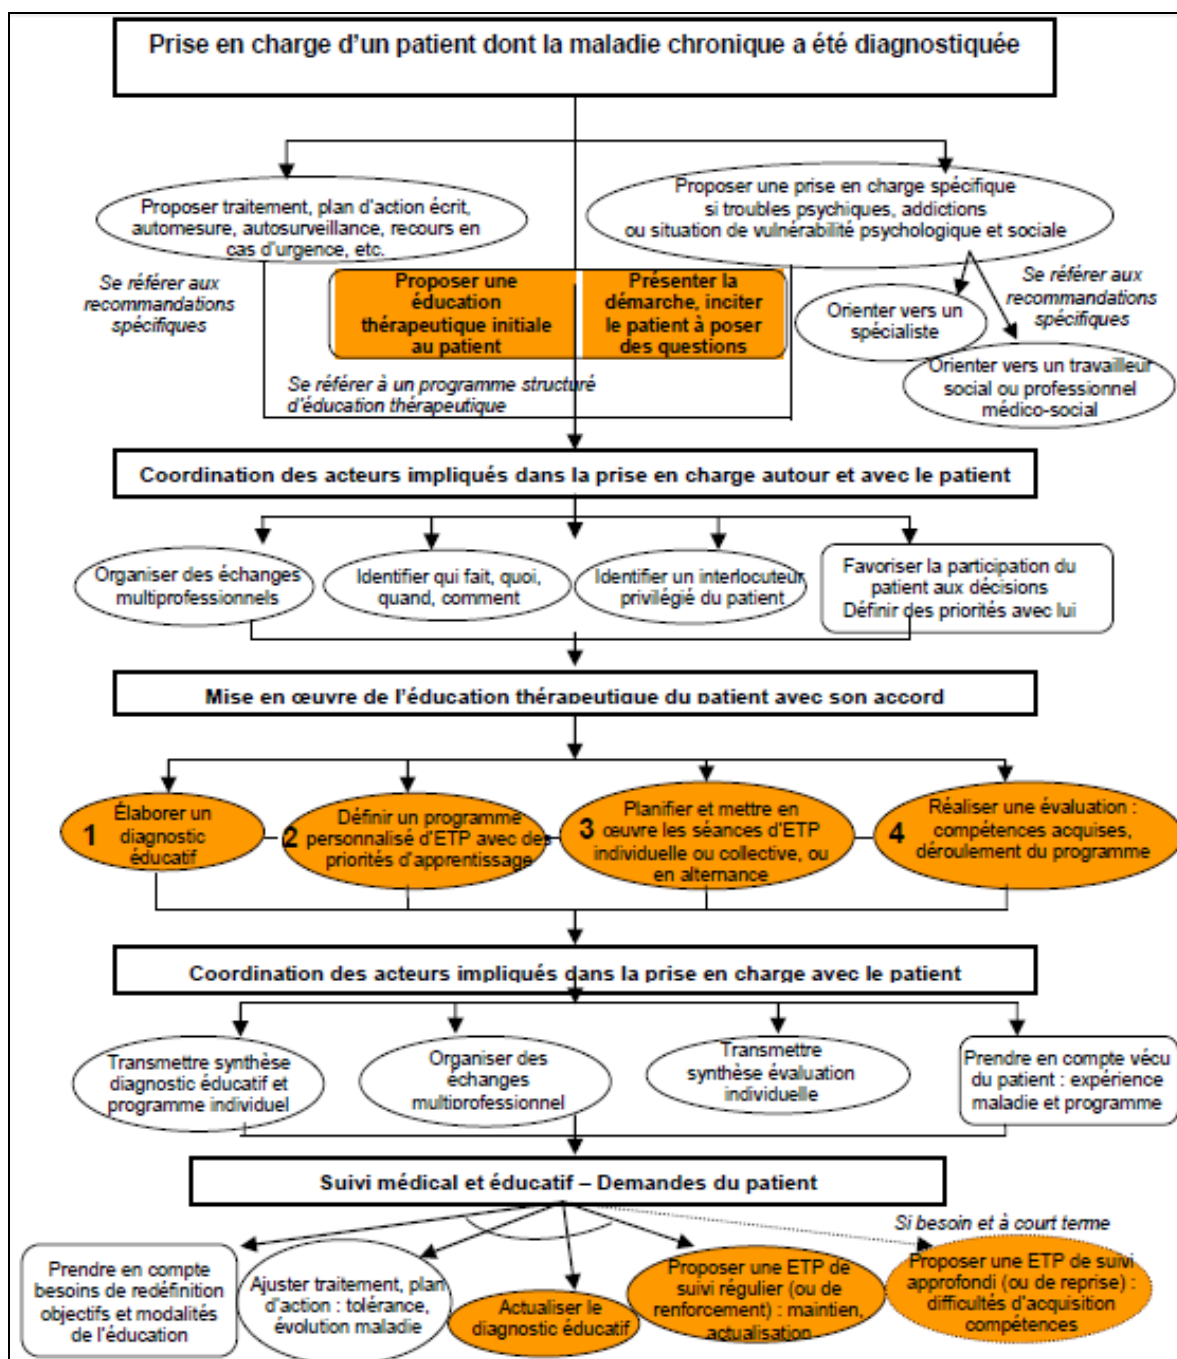 Prise en charge d'un patient dont la maladie chronique a été diagnostiquée
Proposer traitement, plan d'action écrit,
automesure, autosurveillance, recours en
cas d'urgence, etc.
Proposer une prise en charge spécifique
si troubles psychiques, addictions
ou situation de vulnérabilité psychologique et sociale
Se référer aux
recommandations
spécifiques
Proposer une
éducation
thérapeutique initiale
au patient
Présenter la
démarche, inciter
le patient à poser
des questions
Orienter vers un
spécialiste
Se référer aux
recommandations
spécifiques
Orienter vers un travailleur
social ou professionnel
médico-social
Se référer à un programme structuré
d'éducation thérapeutique
Coordination des acteurs impliqués dans la prise en charge autour et avec le patient
Organiser des échanges
multiprofessionnels
Identifier qui fait, quoi,
quand, comment
Identifier un interlocuteur
privilégié du patient
Favoriser la participation du
patient aux décisions
Définir des priorités avec lui
Mise en œuvre de l'éducation thérapeutique du patient avec son accord
1 Élaborer un
diagnostic
éducatif
2 Définir un programme
personnalisé d'ETP avec des
priorités d'apprentissage
3 Planifier et mettre en
œuvre les séances d'ETP
individuelle ou collective, ou
en alternance
4 Réaliser une évaluation :
compétences acquises,
déroulement du programme
Coordination des acteurs impliqués dans la prise en charge avec le patient
Transmettre synthèse
diagnostic éducatif et
programme individuel
Organiser des
échanges
multiprofessionnel
Transmettre
synthèse évaluation
individuelle
Prendre en compte vécu
du patient : expérience
maladie et programme
Suivi médical et éducatif – Demandes du patient
Si besoin et à court terme
Prendre en compte
besoins de redéfinition
objectifs et modalités
de l'éducation
Ajuster traitement, plan
d'action : tolérance,
évolution maladie
Actualiser le
diagnostic éducatif
Proposer une ETP de
suivi régulier (ou de
renforcement) : maintien,
actualisation
Proposer une ETP de suivi
approfondi (ou de reprise) :
difficultés d'acquisition
compétences